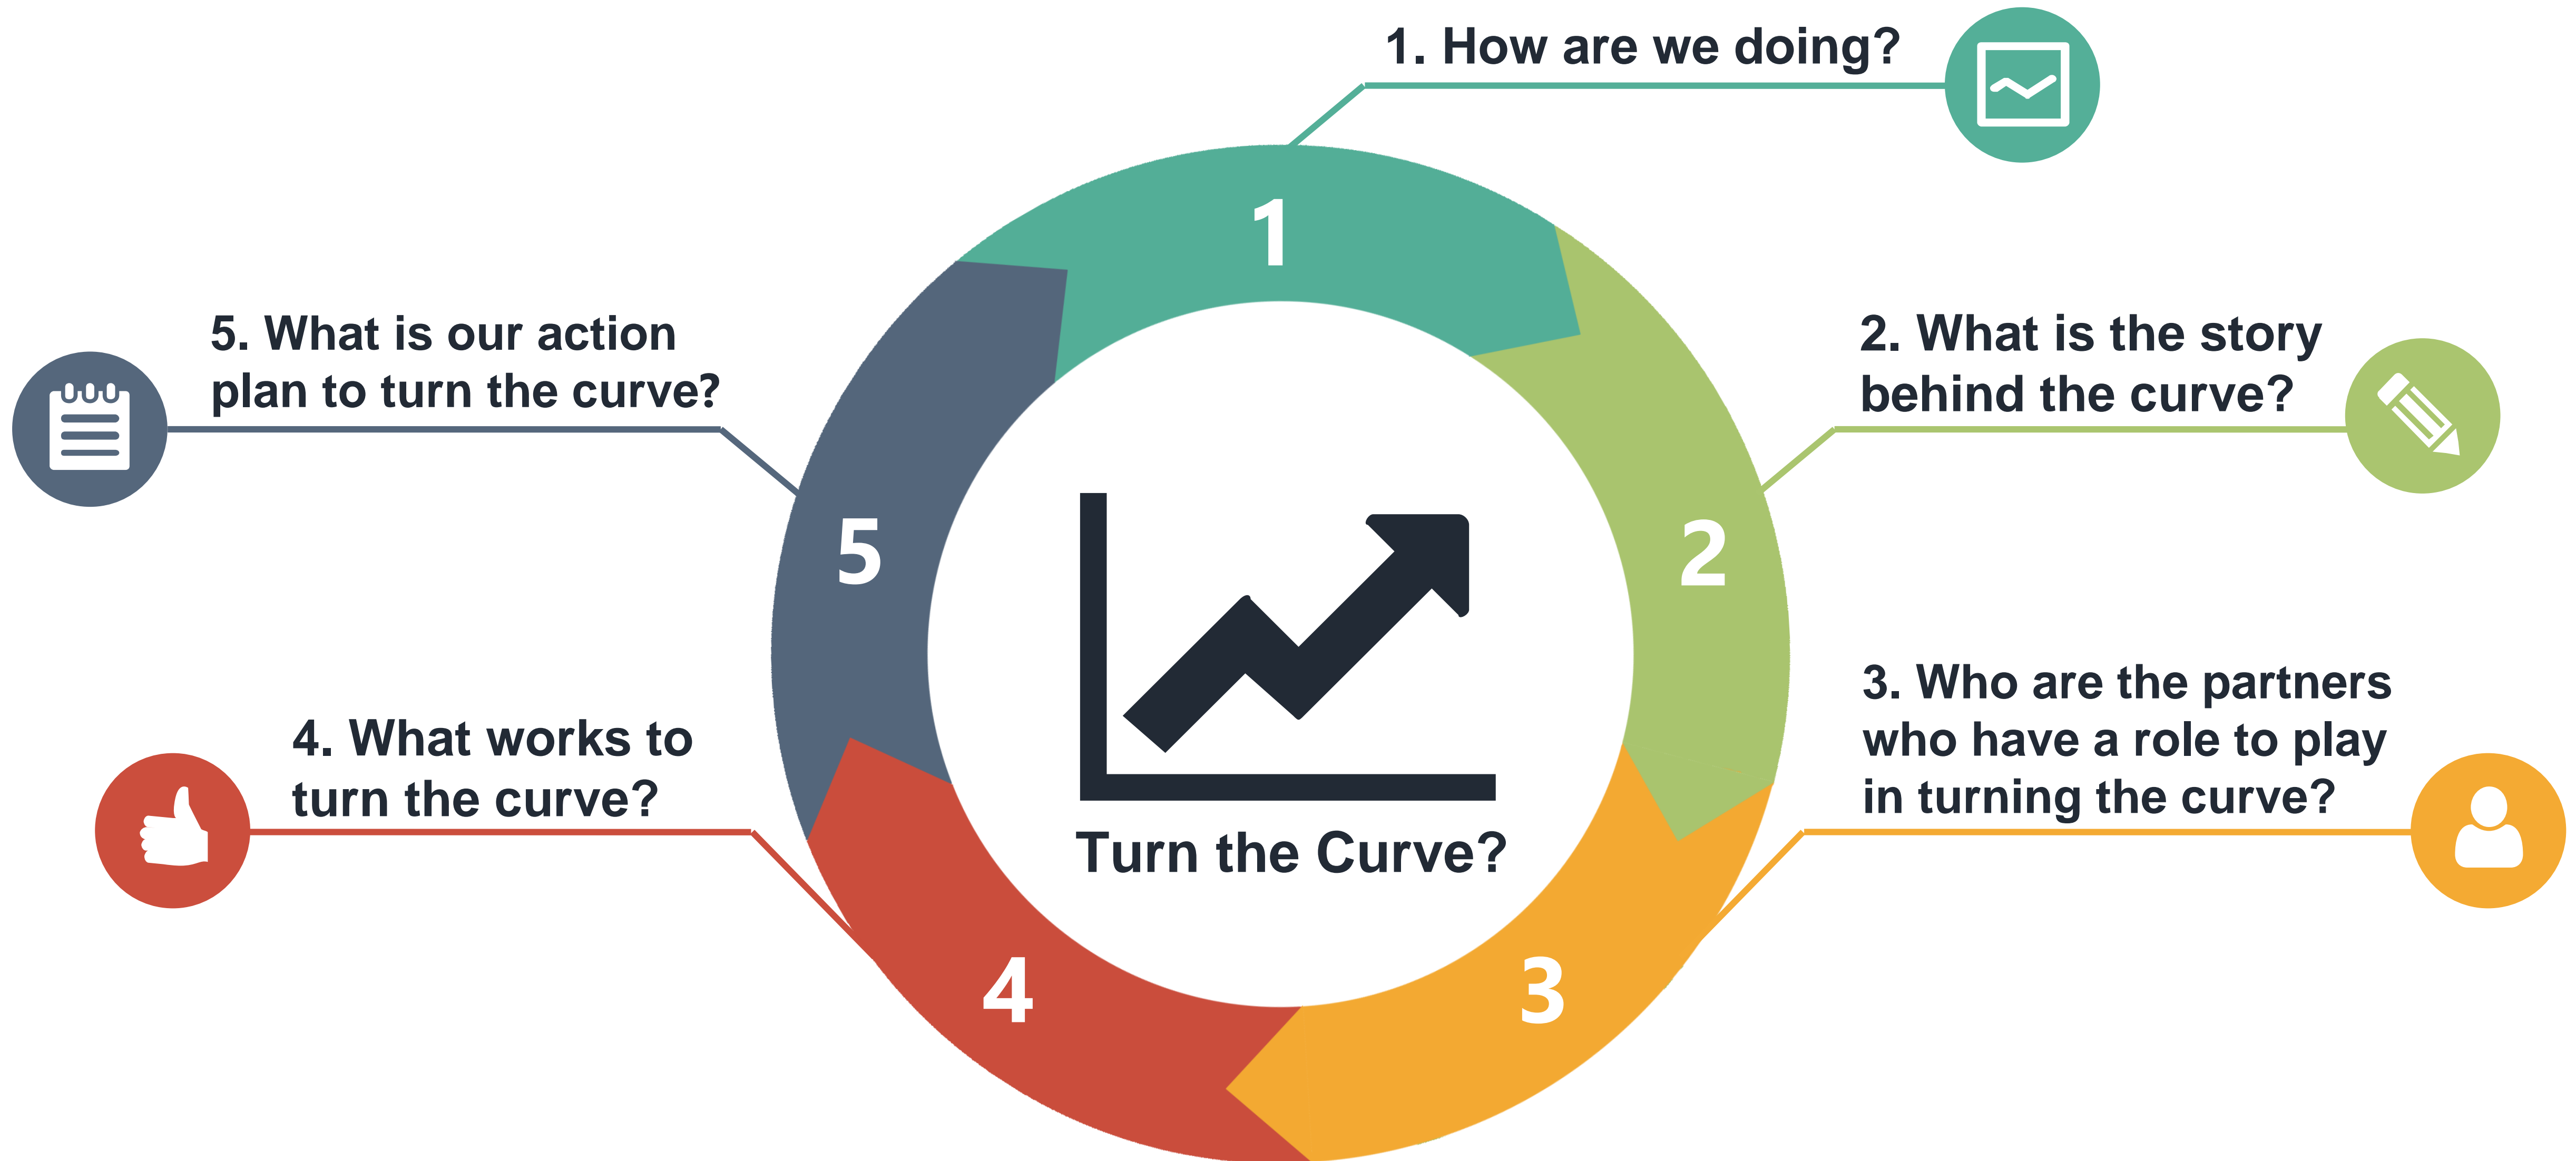 1. How are we doing?
1
5. What is our action
plan to turn the curve?
2. What is the story
behind the curve?
5
2
3. Who are the partners
who have a role to play
in turning the curve?
4. What works to
turn the curve?
Turn the Curve?
4
3